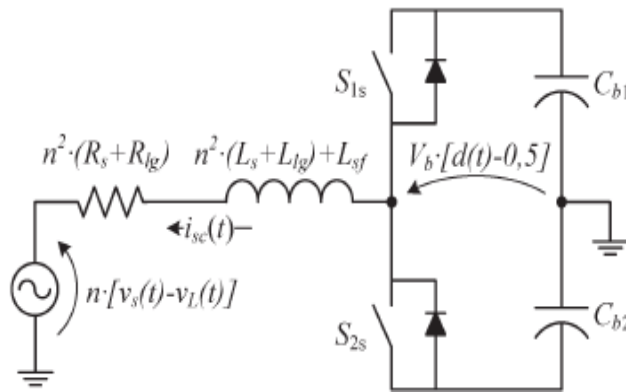 S1s
Cb1
n²·(Rs+Rlg)
n²·(Ls+Llg)+Lsf
Vb·[d(t)-0,5]
isc(t)
n·[vs(t)-vL(t)]
S2s
Cb2